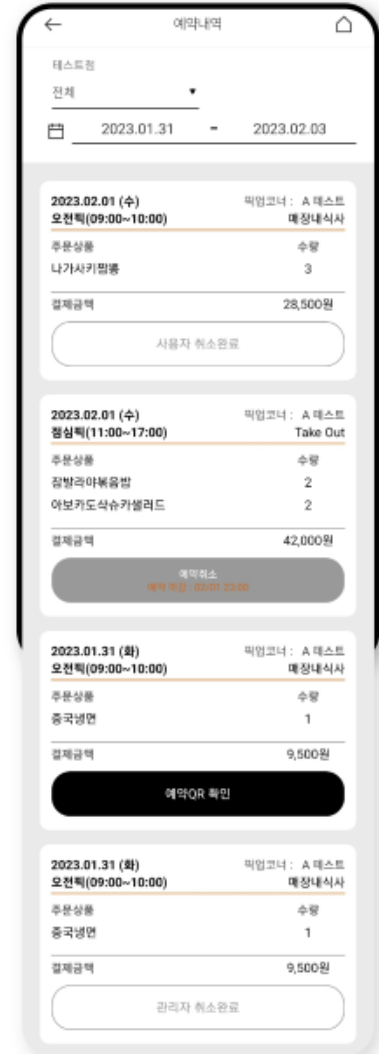 예약내역
테스트점
전체
2023.01.31 - 2023.02.03
2023.02.01 (수) 픽업코너 : A 테스트
오전픽(09:00~10:00) 매장내식사
주문상품 수량
나가사키짬뽕 3
결제금액 28,500원
사용자 취소완료
2023.02.01 (수) 픽업코너 : A 테스트
점심픽(11:00~17:00) Take Out
주문상품 수량
잠발라야볶음밥 2
아보카도삭슈카샐러드 2
결제금액 42,000원
예약취소
예약 마감 : 02/01 23:00
2023.01.31 (화) 픽업코너 : A 테스트
오전픽(09:00~10:00) 매장내식사
주문상품 수량
중국냉면 1
결제금액 9,500원
예약QR 확인
2023.01.31 (화) 픽업코너 : A 테스트
오전픽(09:00~10:00) 매장내식사
주문상품 수량
중국냉면 1
결제금액 9,500원
관리자 취소완료